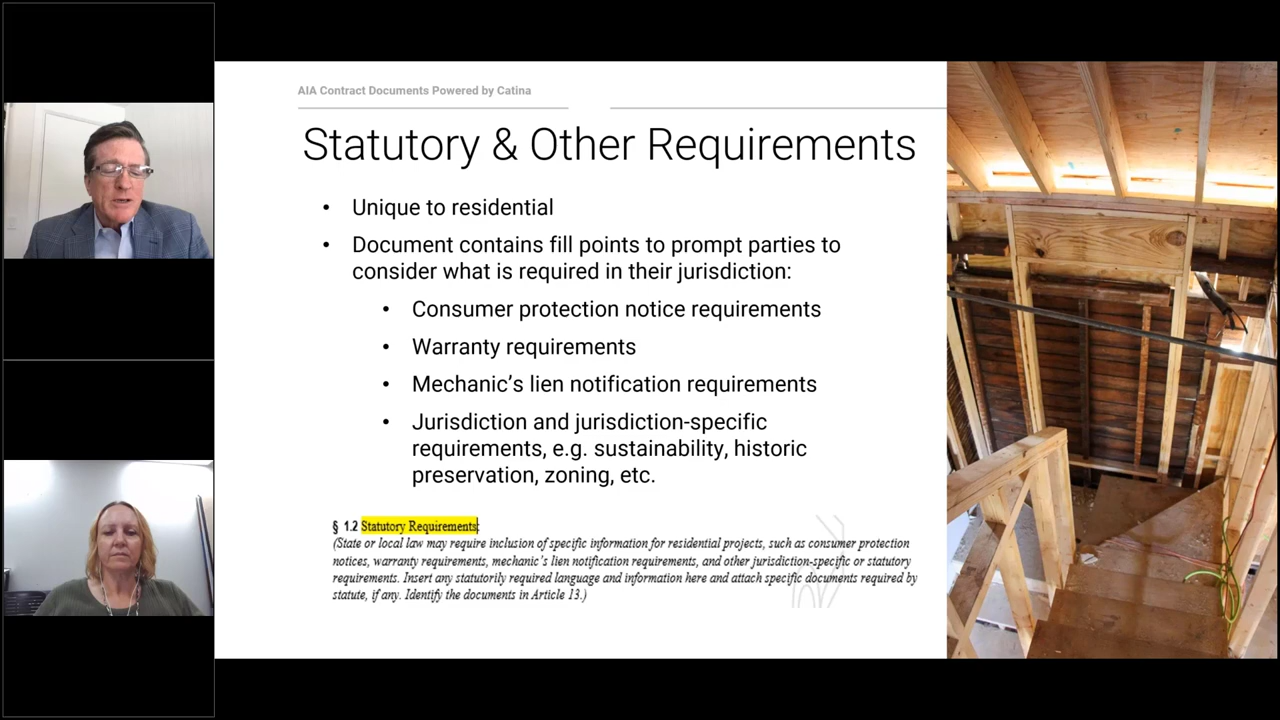 AIA Contract Documents Powered by Catina
Statutory & Other Requirements
• Unique to residential
• Document contains fill points to prompt parties to
consider what is required in their jurisdiction:
• Consumer protection notice requirements
• Warranty requirements
• Mechanic's lien notification requirements
• Jurisdiction and jurisdiction-specific
requirements, e.g. sustainability, historic
preservation, zoning, etc.
§ 1.2 Statutory Requirements:
(State or local law may require inclusion of specific information for residential projects, such as consumer protection
notices, warranty requirements, mechanic's lien notification requirements, and other jurisdiction-specific or statutory
requirements. Insert any statutorily required language and information here and attach specific documents required by
statute, if any. Identify the documents in Article 13.)